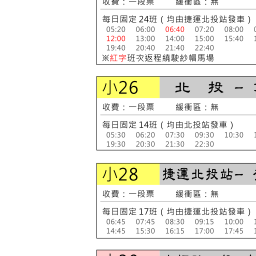 收費：一段票　　緩衝區：無
每日固定24班（均由捷運北投站發車）
05:20 06:00 06:40 07:20 08:00
12:00 13:00 14:00 15:00 15:40
19:40 20:40 21:40 22:40
※紅字班次返程繞駛紗帽馬場
小26 北 投 –
收費：一段票　　緩衝區：無
每日固定14班（均由北投站發車）
05:30 06:20 07:30 09:30 10:30
19:30 20:30 21:30 22:30
小28 捷運北投站–
收費：一段票　　緩衝區：無
每日固定17班（均由捷運北投站發車）
06:45 07:45 08:30 09:15 10:00
14:45 15:30 16:15 17:00 17:45